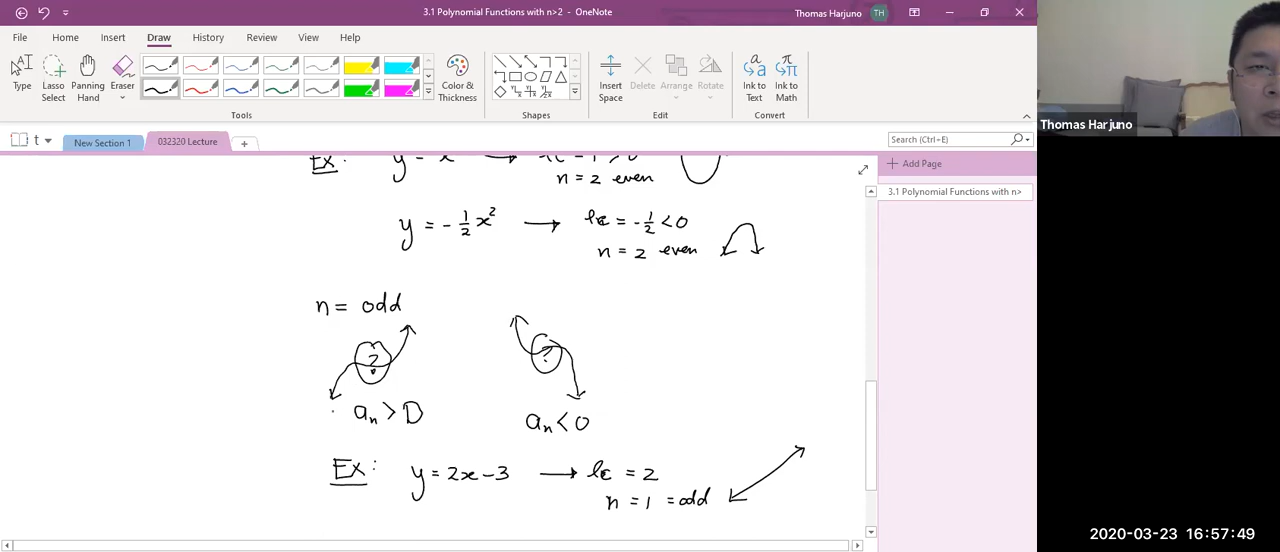 3.1 Polynomial Functions with n>2 - OneNote
Thomas Harjuno TH
File Home Insert Draw History Review View Help
Type
Lasso Select
Panning Hand
Eraser
Color & Thickness
Insert Space
Delete
Arrange
Rotate
Ink to Text
Ink to Math
Tools
Shapes
Edit
Convert
t
New Section 1
032320 Lecture
+
Search (Ctrl+E)
Add Page
3.1 Polynomial Functions with n>
Thomas Harjuno
Ex:
n = 2 even
y = -1/2 x² → lc = -1/2 < 0
n = 2 even
n = odd
? ?
aₙ > 0 aₙ < 0
Ex: y = 2x - 3 → lc = 2
n = 1 = odd
2020-03-23 16:57:49